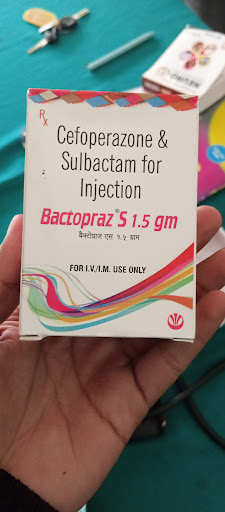 Rx
Cefoperazone &
Sulbactam for
Injection
Bactopraz® S 1.5 gm
बैक्टोप्राज एस १.५ ग्राम
FOR I.V./I.M. USE ONLY